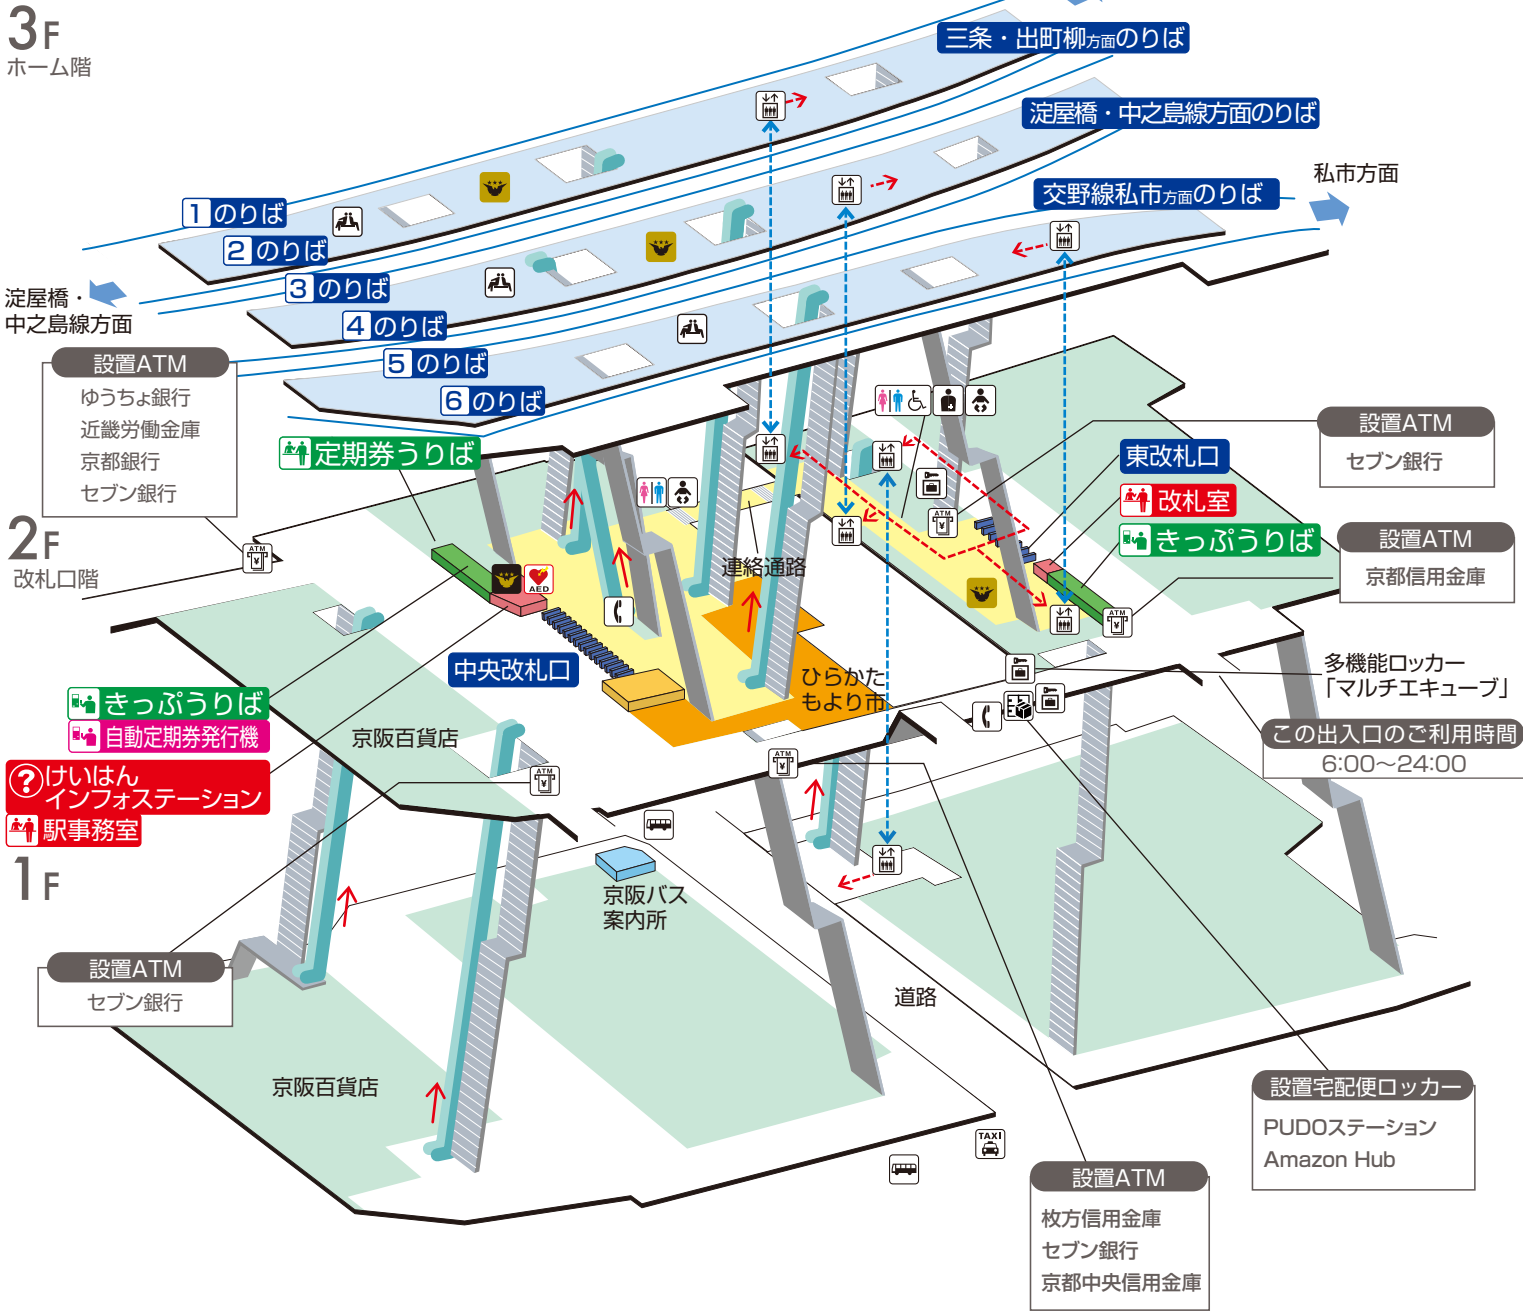 3F
ホーム階
三条・出町柳方面のりば
淀屋橋・中之島線方面のりば
交野線私市方面のりば
私市方面
1 のりば
2 のりば
3 のりば
4 のりば
5 のりば
6 のりば
淀屋橋・
中之島線方面
設置ATM
ゆうちょ銀行
近畿労働金庫
京都銀行
セブン銀行
定期券うりば
設置ATM
セブン銀行
東改札口
改札室
きっぷうりば
設置ATM
京都信用金庫
2F
改札口階
ATM
¥
ATM
¥
ATM
¥
AED
連絡通路
中央改札口
ひらかた
もより市
多機能ロッカー
「マルチエキューブ」
この出入口のご利用時間
6:00〜24:00
きっぷうりば
自動定期券発行機
京阪百貨店
?けいはん
インフォステーション
駅事務室
ATM
¥
ATM
¥
1F
京阪バス
案内所
設置ATM
セブン銀行
道路
京阪百貨店
設置宅配便ロッカー
PUDOステーション
Amazon Hub
TAXI
設置ATM
枚方信用金庫
セブン銀行
京都中央信用金庫